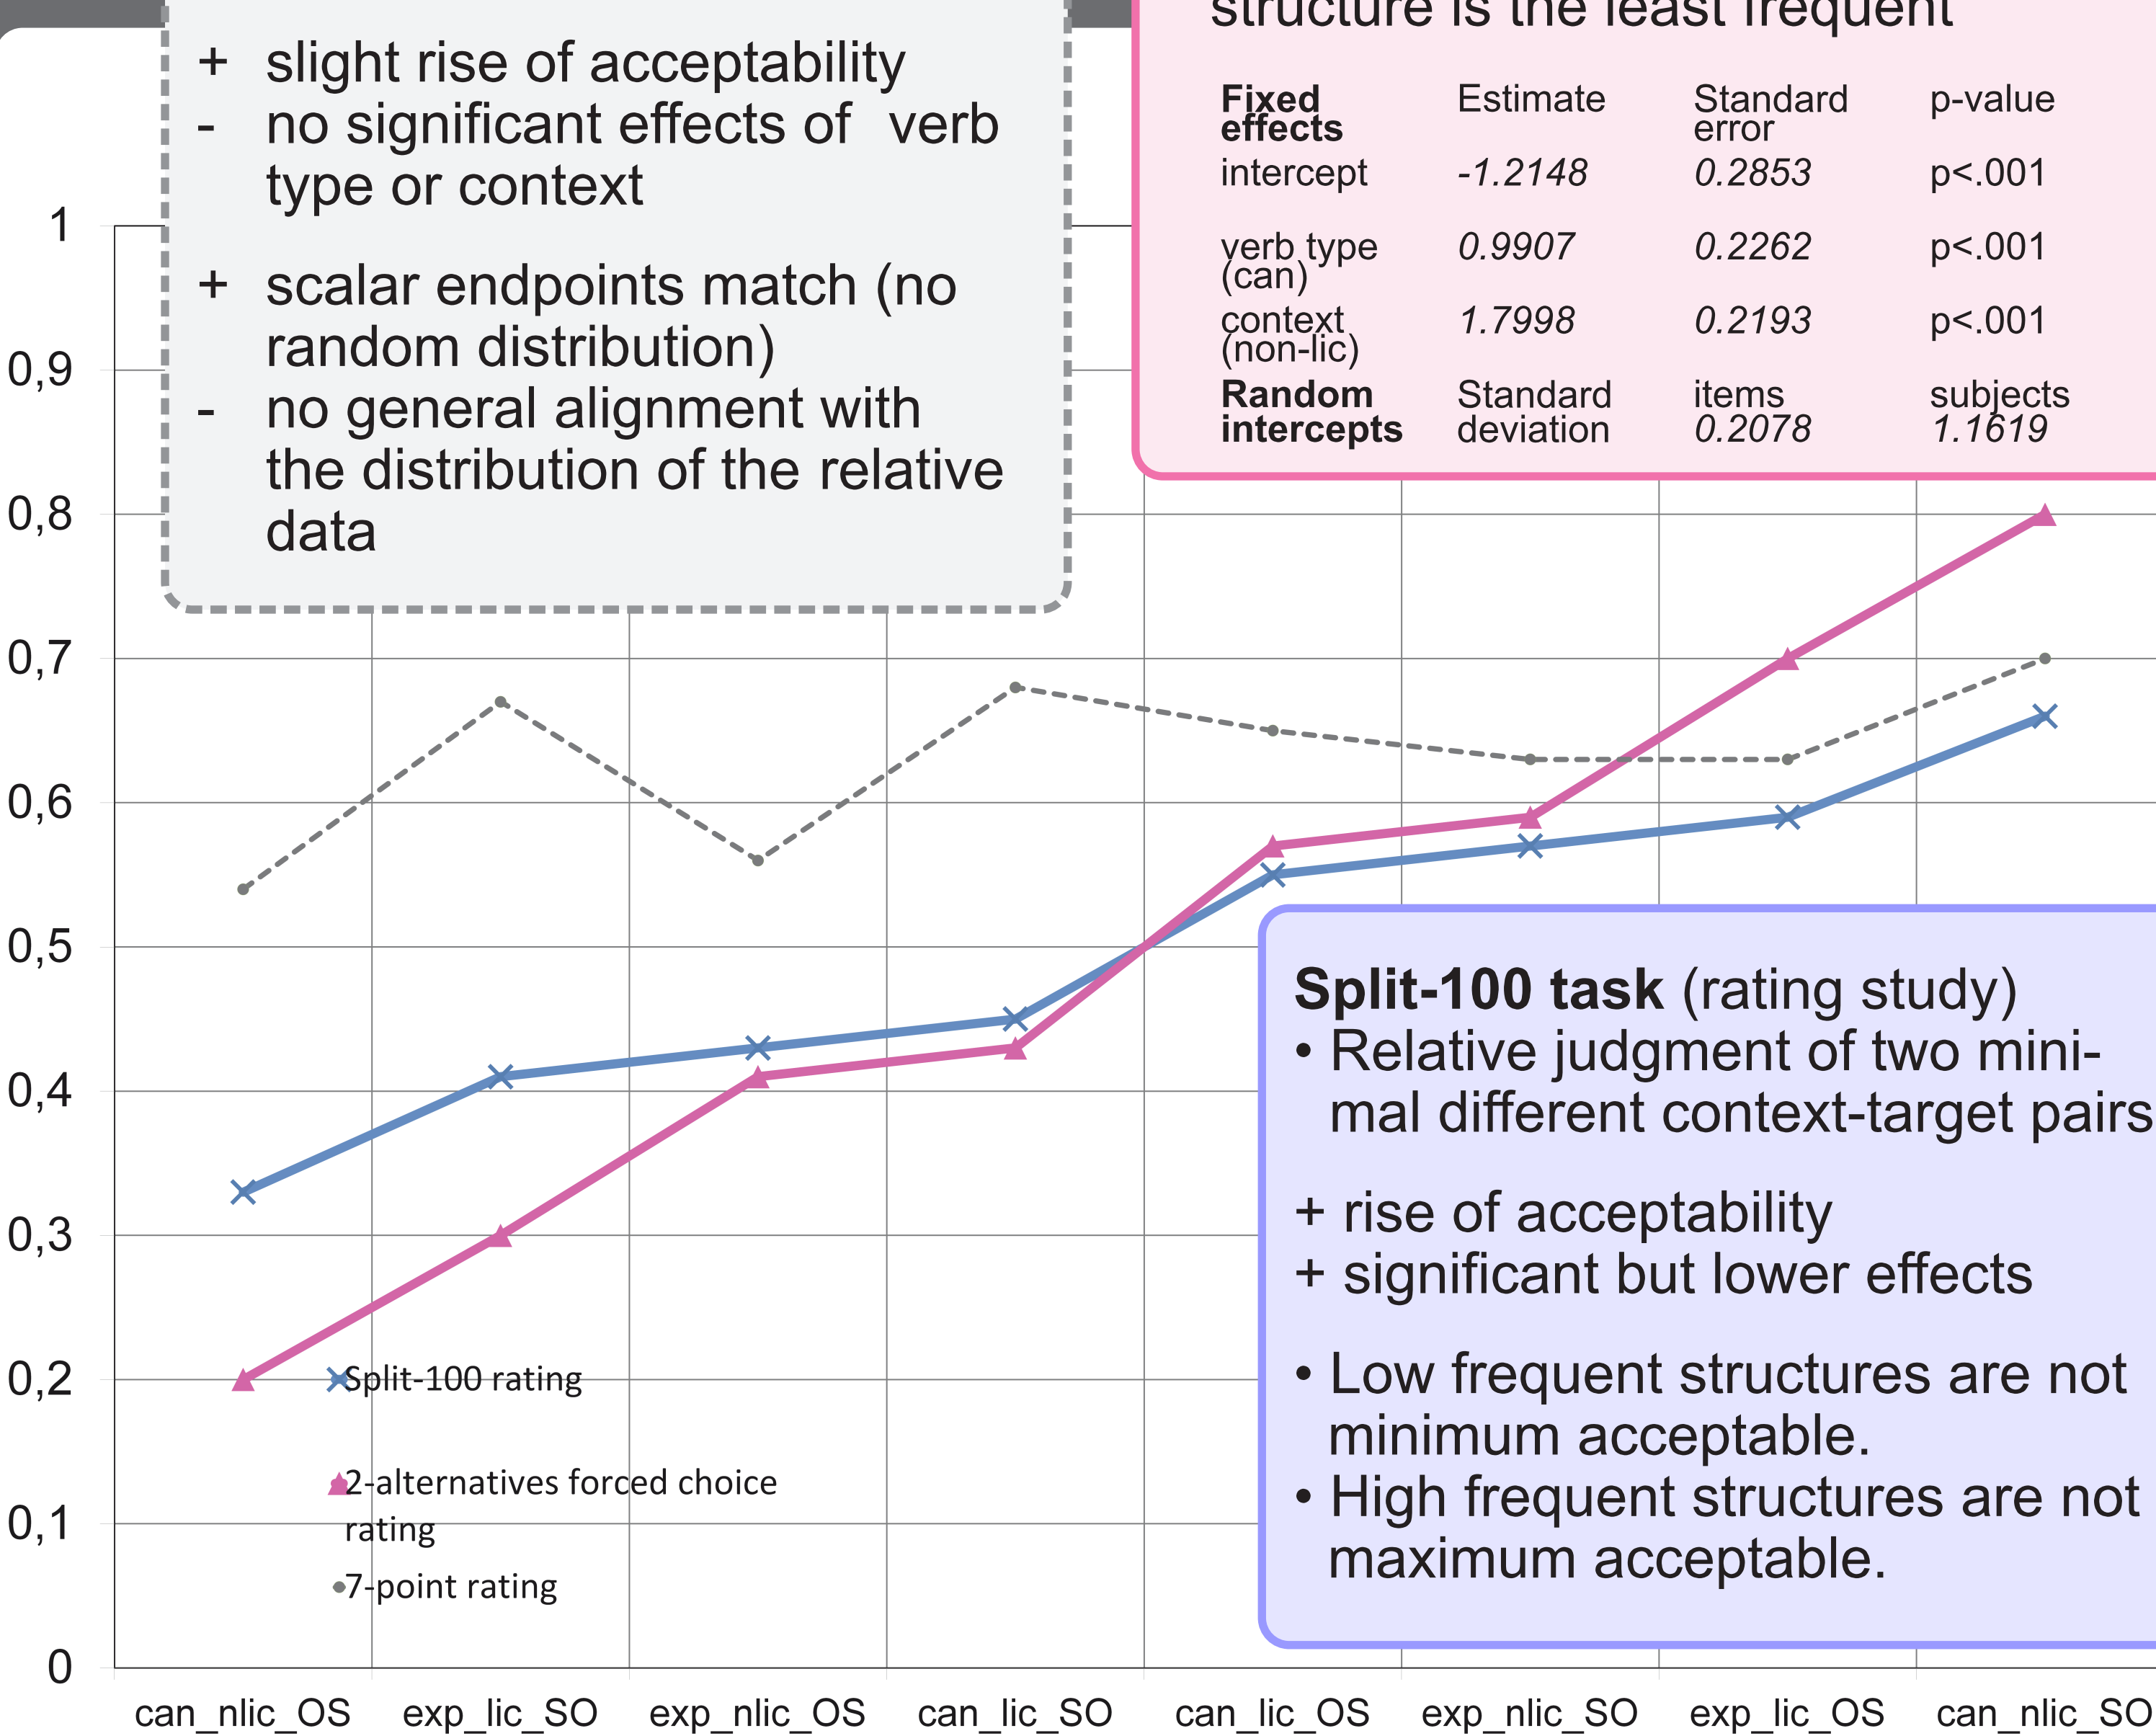 + slight rise of acceptability
- no significant effects of verb
type or context
+ scalar endpoints match (no
random distribution)
- no general alignment with
the distribution of the relative
data
structure is the least frequent
Fixed effects Estimate Standard error p-value
intercept -1.2148 0.2853 p<.001
verb type (can) 0.9907 0.2262 p<.001
context (non-lic) 1.7998 0.2193 p<.001
Random intercepts Standard deviation items 0.2078 subjects 1.1619
1
0,9
0,8
0,7
0,6
0,5
0,4
0,3
0,2
0,1
0
Split-100 rating
2-alternatives forced choice
rating
7-point rating
Split-100 task (rating study)
• Relative judgment of two mini-
mal different context-target pairs
+ rise of acceptability
+ significant but lower effects
• Low frequent structures are not
minimum acceptable.
• High frequent structures are not
maximum acceptable.
can_nlic_OS exp_lic_SO exp_nlic_OS can_lic_SO can_lic_OS exp_nlic_SO exp_lic_OS can_nlic_SO